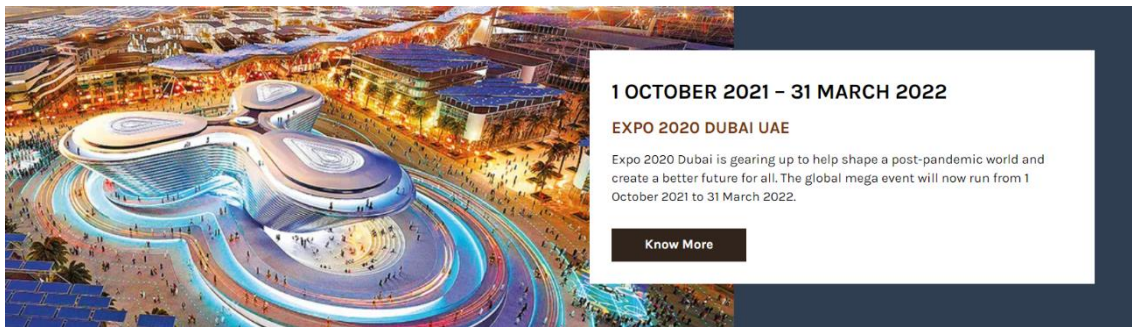 1 OCTOBER 2021 – 31 MARCH 2022
EXPO 2020 DUBAI UAE
Expo 2020 Dubai is gearing up to help shape a post-pandemic world and
create a better future for all. The global mega event will now run from 1
October 2021 to 31 March 2022.
Know More